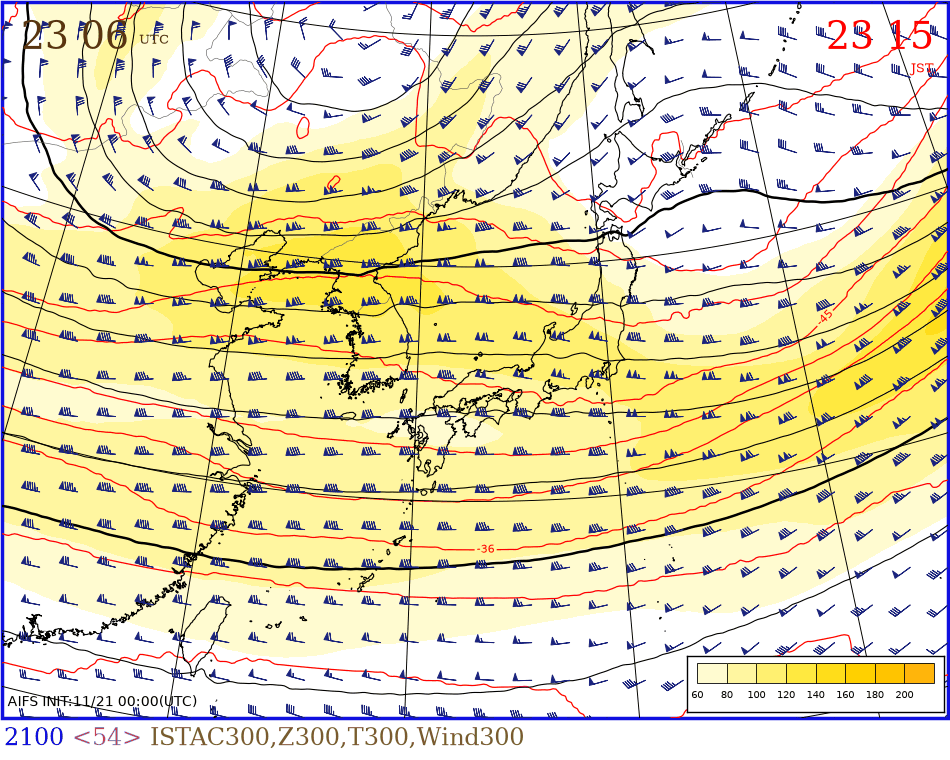 23 06 UTC
23 15
JST
-45
-36
60 80 100 120 140 160 180 200
AIFS INIT:11/21 00:00(UTC)
2100 <54> ISTAC300,Z300,T300,Wind300